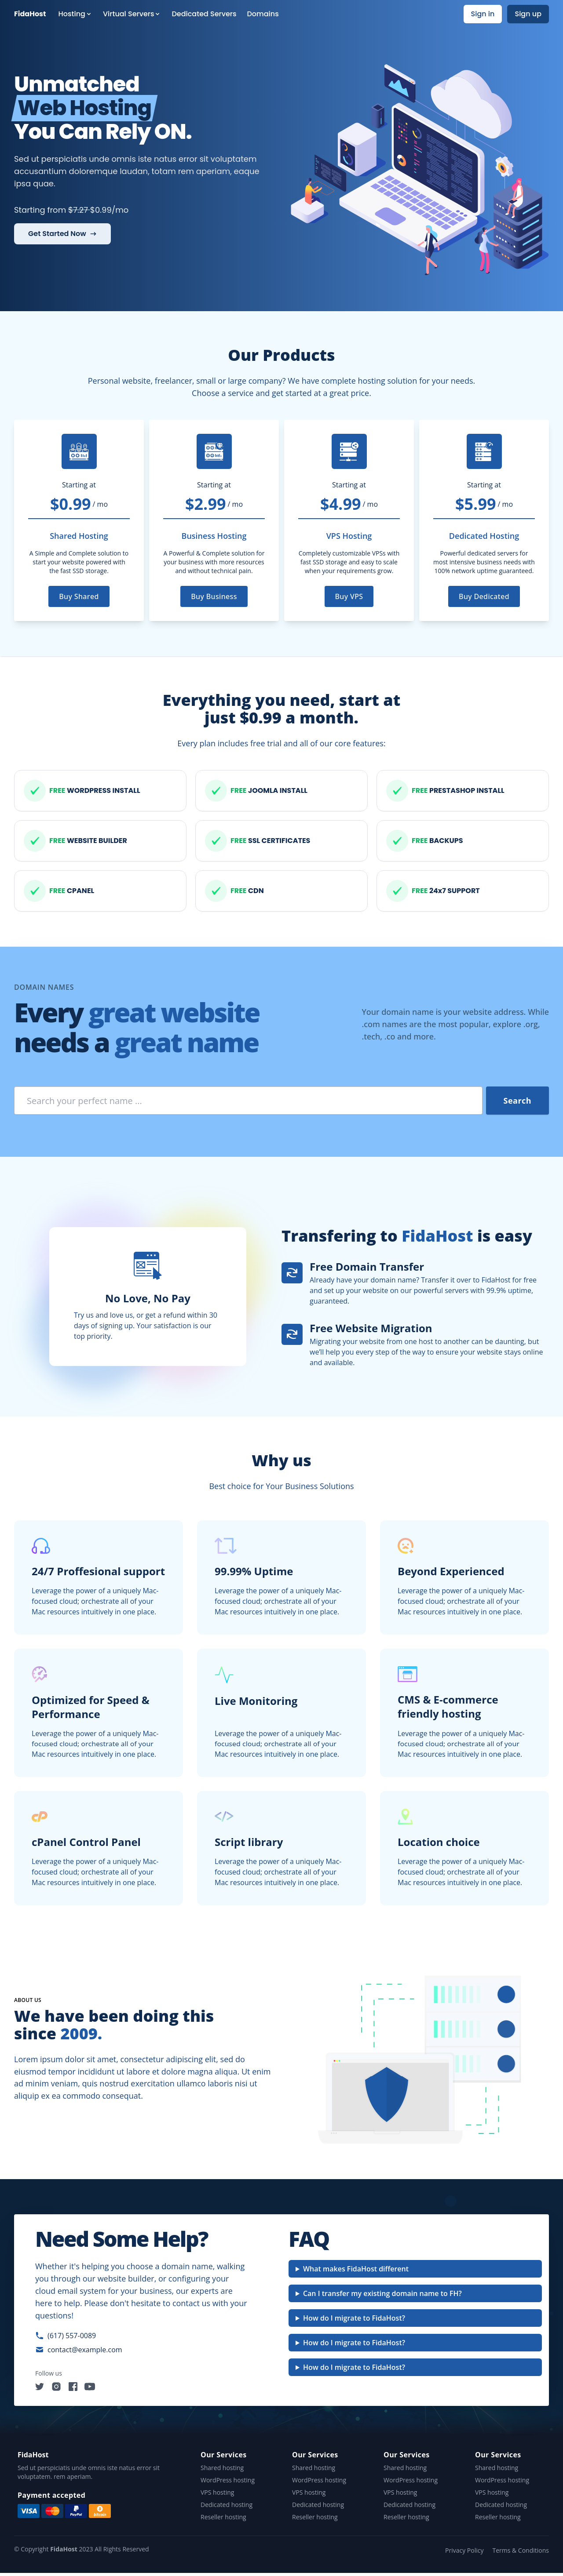 FidaHost Hosting Virtual Servers Dedicated Servers Domains Sign in Sign up
Unmatched
Web Hosting
You Can Rely ON.
Sed ut perspiciatis unde omnis iste natus error sit voluptatem
accusantium doloremque laudan, totam rem aperiam, eaque
ipsa quae.
Starting from $7.27 $0.99/mo
Get Started Now →
Our Products
Personal website, freelancer, small or large company? We have complete hosting solution for your needs.
Choose a service and get started at a great price.
Starting at
$0.99 / mo
Shared Hosting
A Simple and Complete solution to
start your website powered with
the fast SSD storage.
Buy Shared
Starting at
$2.99 / mo
Business Hosting
A Powerful & Complete solution for
your business with more resources
and without technical pain.
Buy Business
Starting at
$4.99 / mo
VPS Hosting
Completely customizable VPSs with
fast SSD storage and easy to scale
when your requirements grow.
Buy VPS
Starting at
$5.99 / mo
Dedicated Hosting
Powerful dedicated servers for
most intensive business needs with
100% network uptime guaranteed.
Buy Dedicated
Everything you need, start at
just $0.99 a month.
Every plan includes free trial and all of our core features:
FREE WORDPRESS INSTALL
FREE JOOMLA INSTALL
FREE PRESTASHOP INSTALL
FREE WEBSITE BUILDER
FREE SSL CERTIFICATES
FREE BACKUPS
FREE CPANEL
FREE CDN
FREE 24x7 SUPPORT
DOMAIN NAMES
Every great website
needs a great name
Your domain name is your website address. While
.com names are the most popular, explore .org,
.tech, .co and more.
Search your perfect name ...
Search
No Love, No Pay
Try us and love us, or get a refund within 30
days of signing up. Your satisfaction is our
top priority.
Transfering to FidaHost is easy
Free Domain Transfer
Already have your domain name? Transfer it over to FidaHost for free
and set up your website on our powerful servers with 99.9% uptime,
guaranteed.
Free Website Migration
Migrating your website from one host to another can be daunting, but
we'll help you every step of the way to ensure your website stays online
and available.
Why us
Best choice for Your Business Solutions
24/7 Proffesional support
Leverage the power of a uniquely Mac-
focused cloud; orchestrate all of your
Mac resources intuitively in one place.
99.99% Uptime
Leverage the power of a uniquely Mac-
focused cloud; orchestrate all of your
Mac resources intuitively in one place.
Beyond Experienced
Leverage the power of a uniquely Mac-
focused cloud; orchestrate all of your
Mac resources intuitively in one place.
Optimized for Speed &
Performance
Leverage the power of a uniquely Mac-
focused cloud; orchestrate all of your
Mac resources intuitively in one place.
Live Monitoring
Leverage the power of a uniquely Mac-
focused cloud; orchestrate all of your
Mac resources intuitively in one place.
CMS & E-commerce
friendly hosting
Leverage the power of a uniquely Mac-
focused cloud; orchestrate all of your
Mac resources intuitively in one place.
cPanel Control Panel
Leverage the power of a uniquely Mac-
focused cloud; orchestrate all of your
Mac resources intuitively in one place.
Script library
Leverage the power of a uniquely Mac-
focused cloud; orchestrate all of your
Mac resources intuitively in one place.
Location choice
Leverage the power of a uniquely Mac-
focused cloud; orchestrate all of your
Mac resources intuitively in one place.
ABOUT US
We have been doing this
since 2009.
Lorem ipsum dolor sit amet, consectetur adipiscing elit, sed do
eiusmod tempor incididunt ut labore et dolore magna aliqua. Ut enim
ad minim veniam, quis nostrud exercitation ullamco laboris nisi ut
aliquip ex ea commodo consequat.
Need Some Help?
Whether it's helping you choose a domain name, walking
you through our website builder, or configuring your
cloud email system for your business, our experts are
here to help. Please don't hesitate to contact us with your
questions!
(617) 557-0089
contact@example.com
Follow us
FAQ
What makes FidaHost different
Can I transfer my existing domain name to FH?
How do I migrate to FidaHost?
How do I migrate to FidaHost?
How do I migrate to FidaHost?
FidaHost
Sed ut perspiciatis unde omnis iste natus error sit
voluptatem. rem aperiam.
Payment accepted
VISA
PayPal
Our Services
Shared hosting
WordPress hosting
VPS hosting
Dedicated hosting
Reseller hosting
Our Services
Shared hosting
WordPress hosting
VPS hosting
Dedicated hosting
Reseller hosting
Our Services
Shared hosting
WordPress hosting
VPS hosting
Dedicated hosting
Reseller hosting
Our Services
Shared hosting
WordPress hosting
VPS hosting
Dedicated hosting
Reseller hosting
© Copyright FidaHost 2023 All Rights Reserved
Privacy Policy Terms & Conditions